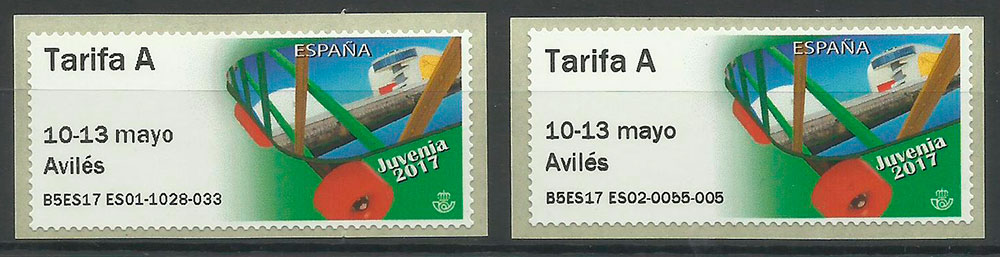 Tarifa A
10-13 mayo
Avilés
B5ES17 ES01-1028-033
ESPAÑA
Juvenia
2017
Tarifa A
10-13 mayo
Avilés
B5ES17 ES02-0055-005
ESPAÑA
Juvenia
2017